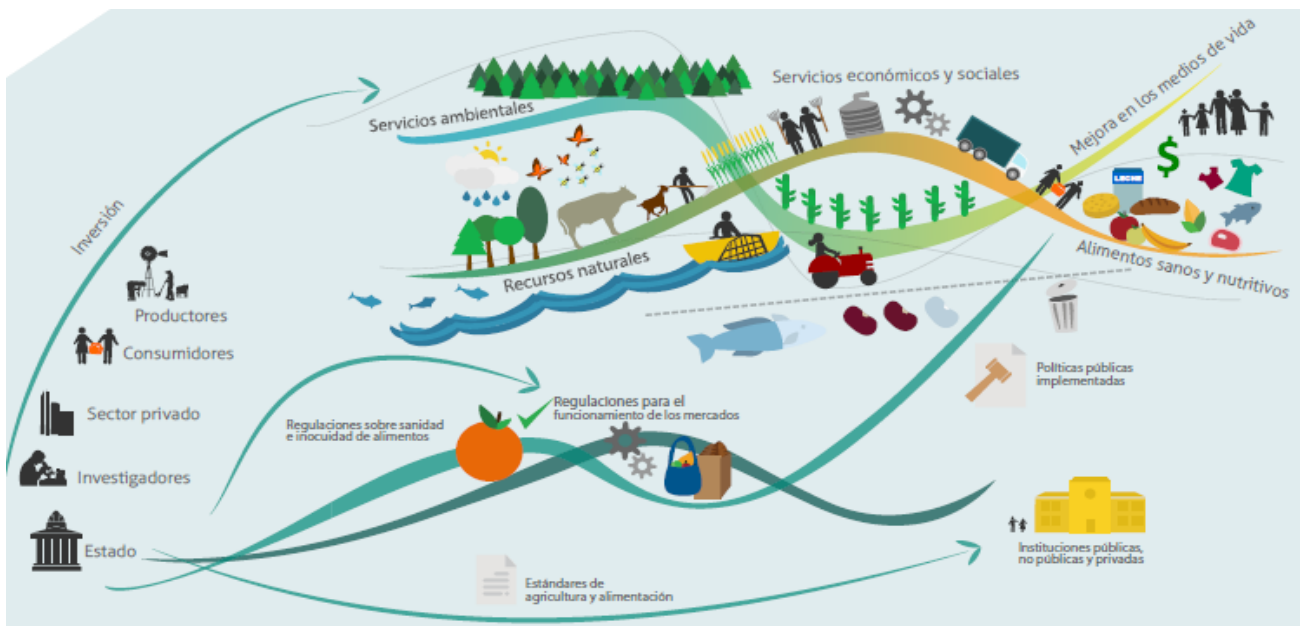 Servicios económicos y sociales
Mejora en los medios de vida
Servicios ambientales
LECHE
$
Inversión
Recursos naturales
Alimentos sanos y nutritivos
Productores
Consumidores
Sector privado
Investigadores
Estado
Políticas públicas
implementadas
Regulaciones para el
funcionamiento de los mercados
Regulaciones sobre sanidad
e inocuidad de alimentos
Instituciones públicas,
no públicas y privadas
Estándares de
agricultura y alimentación